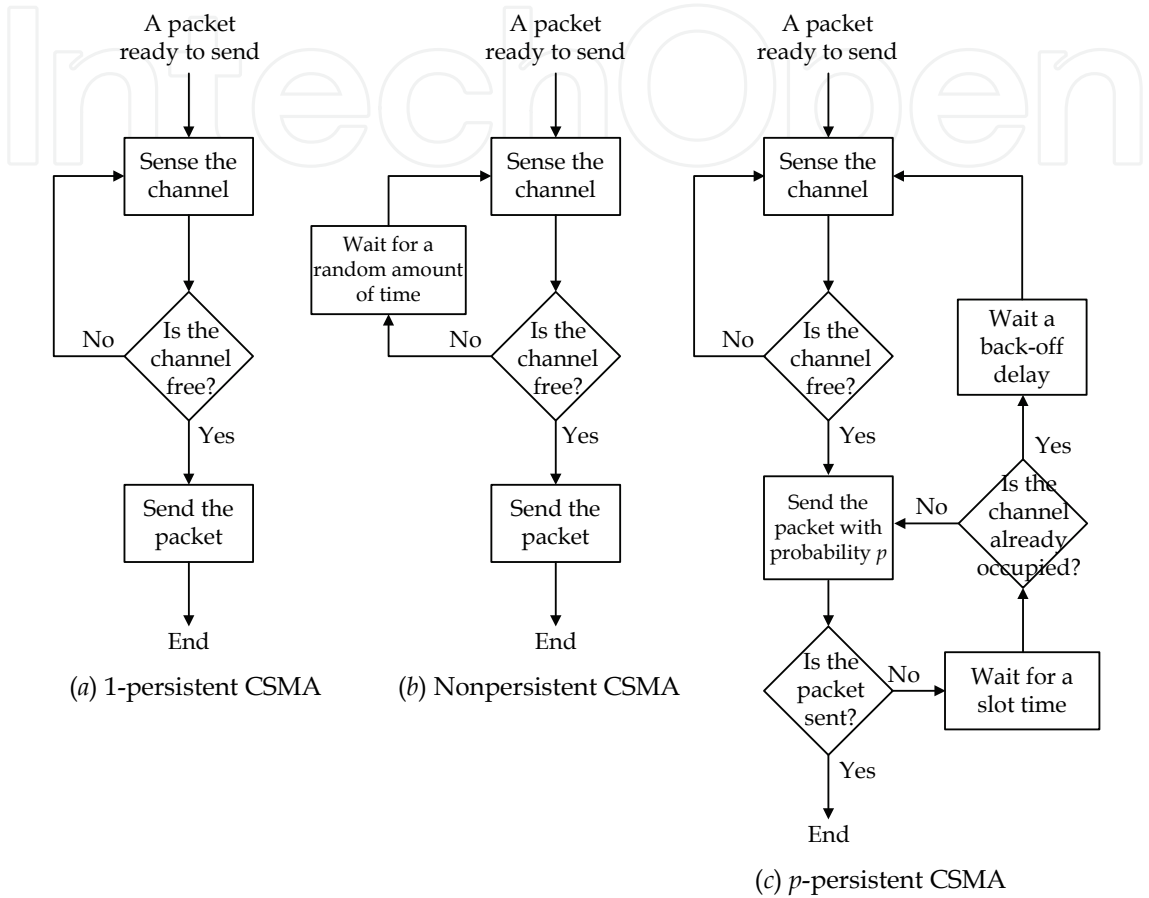 IntechOpen
A packet
ready to send
Sense the
channel
Is the
channel
free?
No
Yes
Send the
packet
End
(a) 1-persistent CSMA
A packet
ready to send
Sense the
channel
Wait for a
random amount
of time
Is the
channel
free?
No
Yes
Send the
packet
End
(b) Nonpersistent CSMA
A packet
ready to send
Sense the
channel
Is the
channel
free?
No
Yes
Send the
packet with
probability p
Is the
packet
sent?
No
Wait for a
slot time
Is the
channel
already
occupied?
No
Yes
Wait a
back-off
delay
Yes
End
(c) p-persistent CSMA